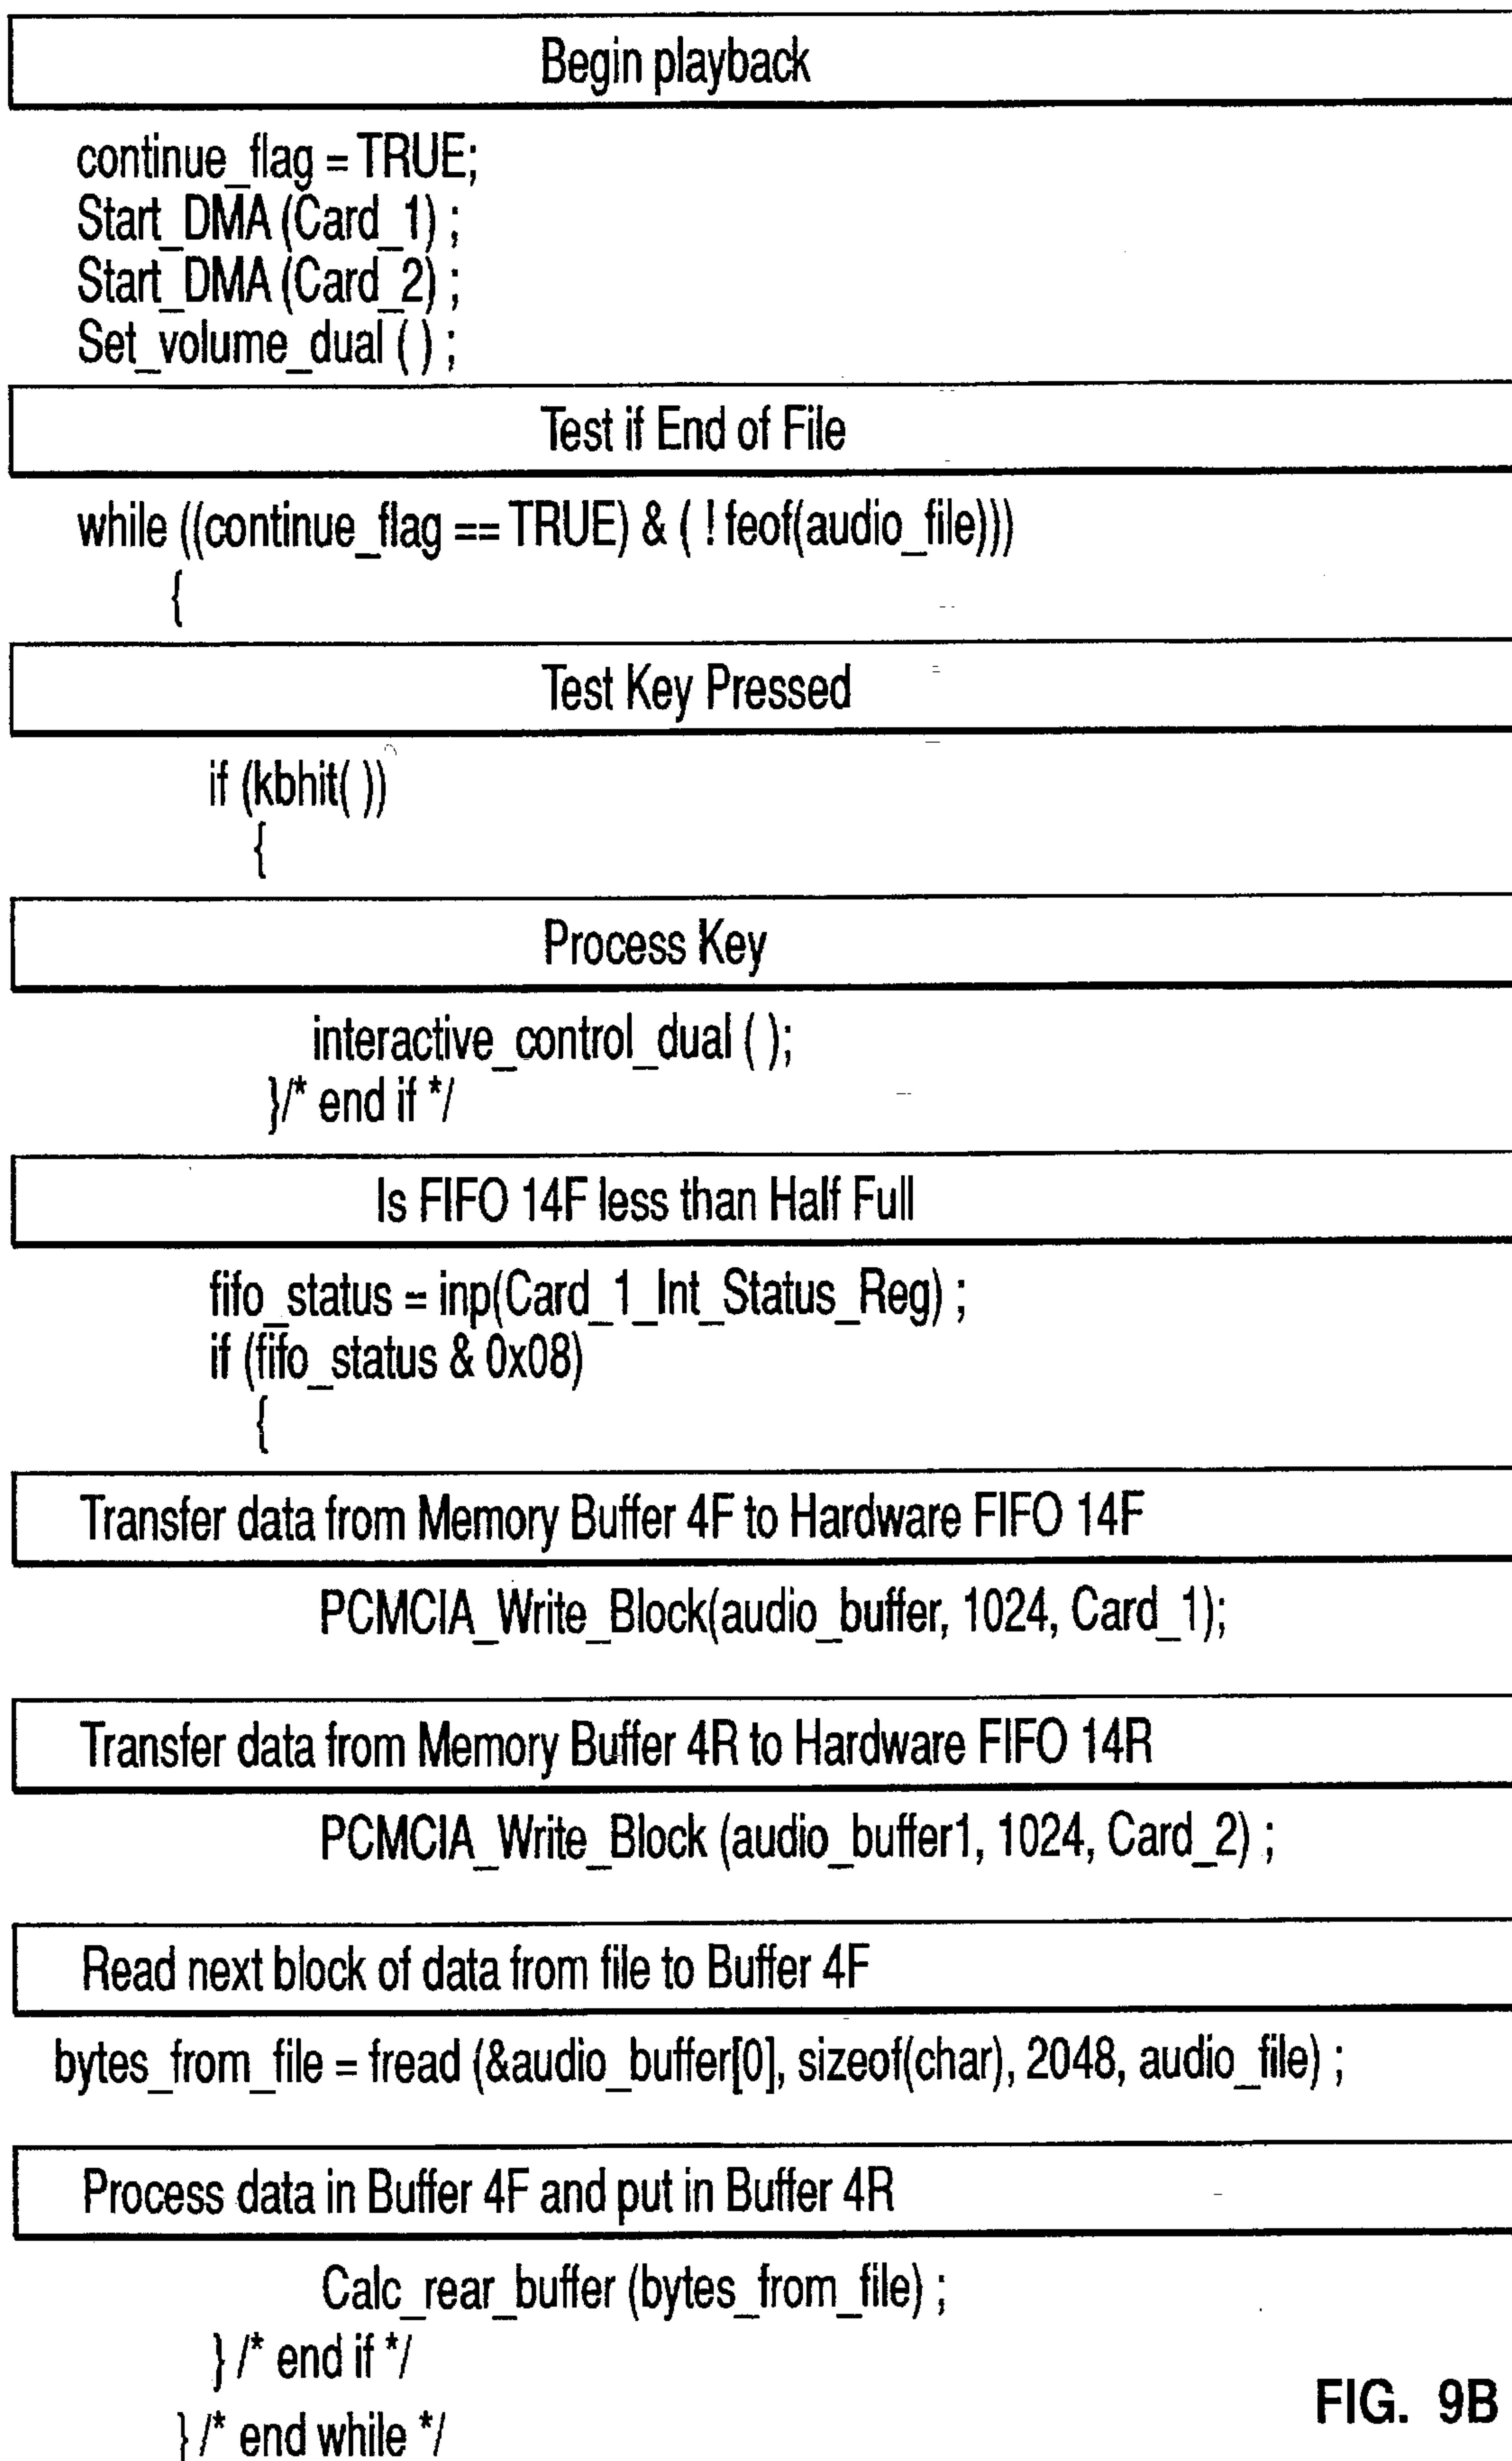 Begin playback
continue_flag = TRUE;
Start_DMA (Card_1) ;
Start_DMA (Card_2) ;
Set_volume_dual ( ) ;
Test if End of File
while ((continue_flag == TRUE) & ( ! feof(audio_file)))
{
Test Key Pressed
if (kbhit( ))
{
Process Key
interactive_control_dual ( );
}/* end if */
Is FIFO 14F less than Half Full
fifo_status = inp(Card_1_Int_Status_Reg) ;
if (fifo_status & 0x08)
{
Transfer data from Memory Buffer 4F to Hardware FIFO 14F
PCMCIA_Write_Block(audio_buffer, 1024, Card_1);
Transfer data from Memory Buffer 4R to Hardware FIFO 14R
PCMCIA_Write_Block (audio_buffer1, 1024, Card_2) ;
Read next block of data from file to Buffer 4F
bytes_from_file = fread (&audio_buffer[0], sizeof(char), 2048, audio_file) ;
Process data in Buffer 4F and put in Buffer 4R
Calc_rear_buffer (bytes_from_file) ;
} /* end if */
} /* end while */
FIG. 9B